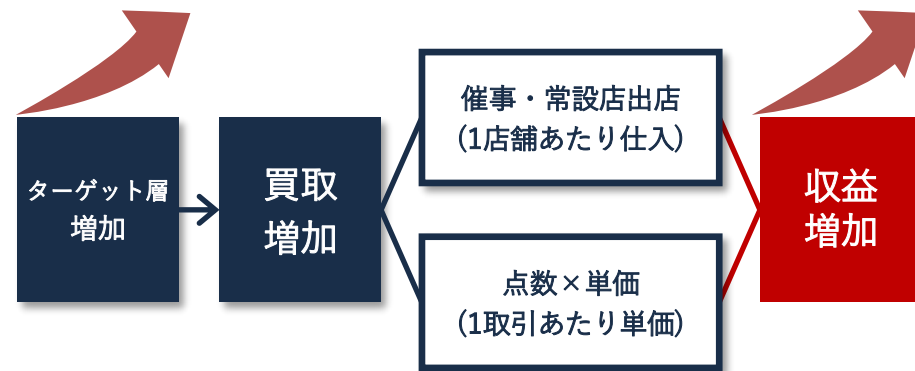 ターゲット層
増加
買取
増加
催事・常設店出店
(1店舗あたり仕入)
点数×単価
(1取引あたり単価)
収益
増加